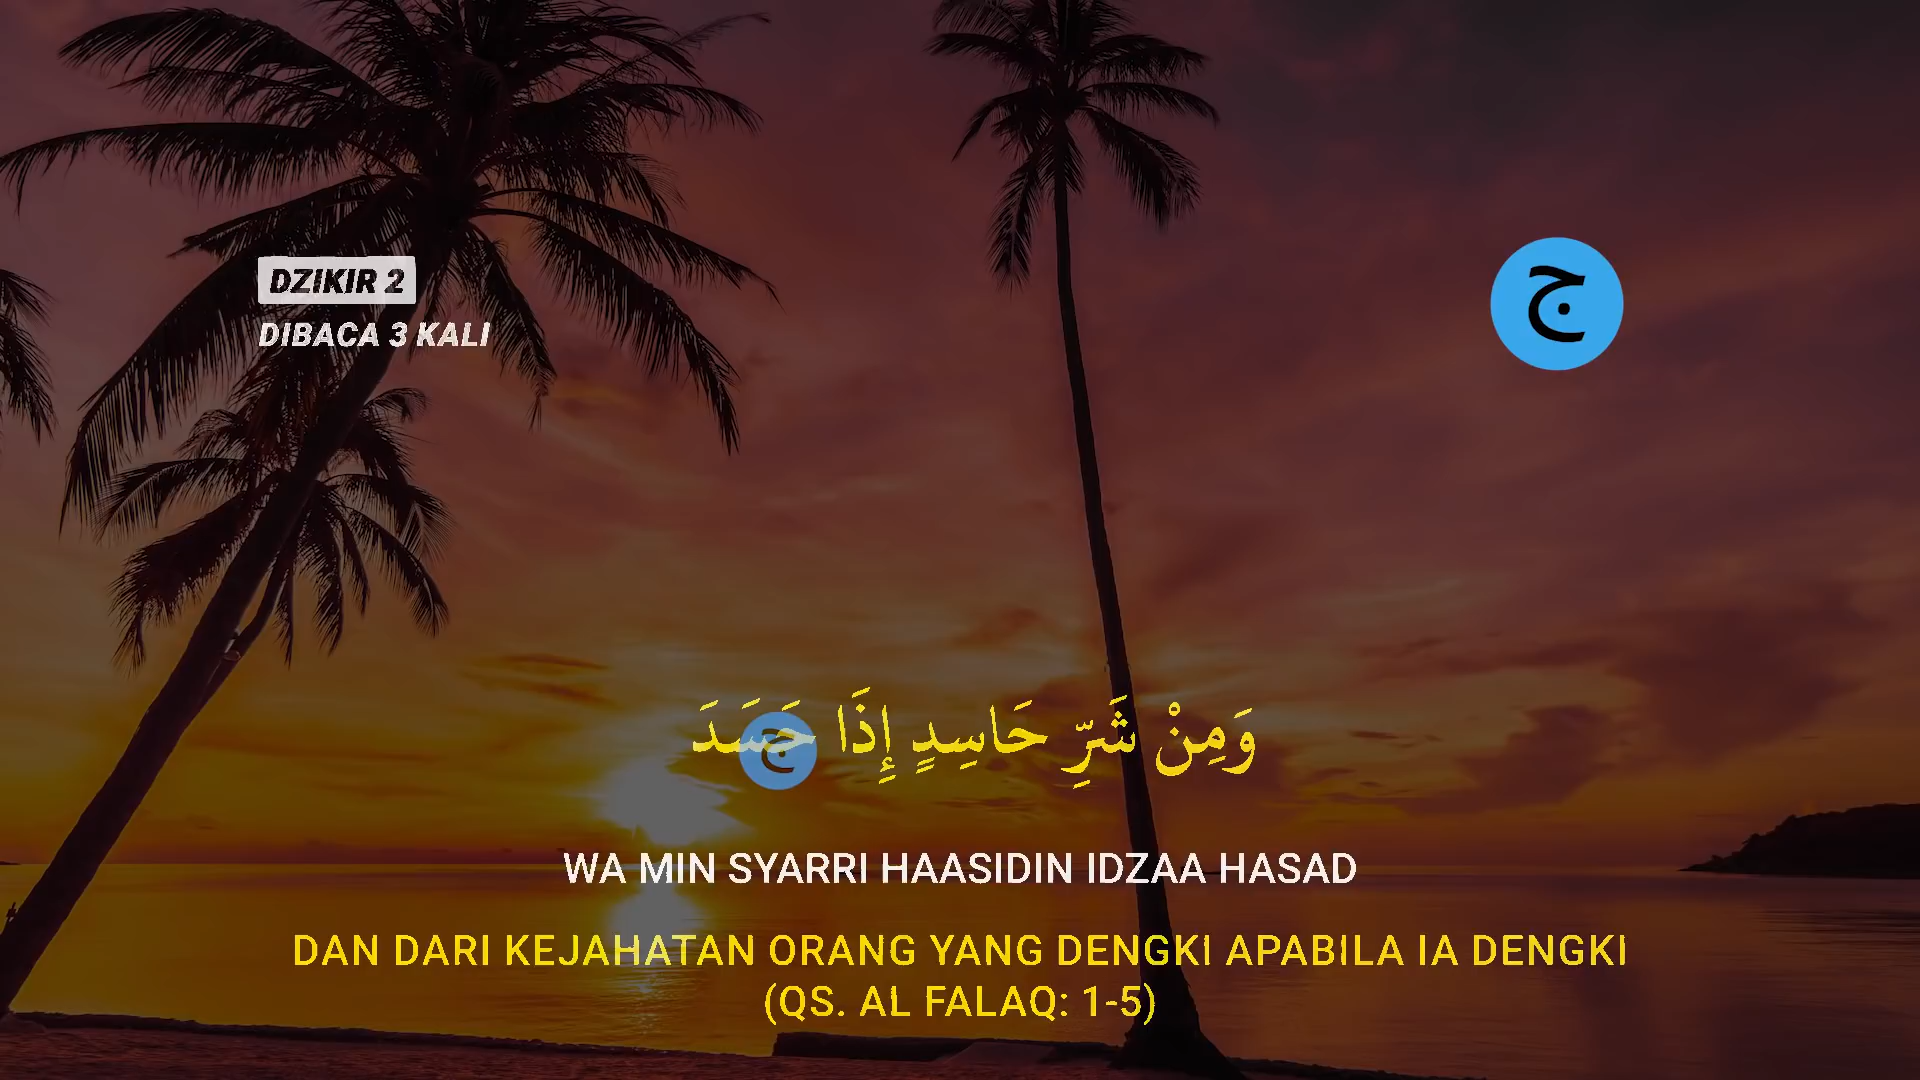 DZIKIR 2
DIBACA 3 KALI
ج
وَمِنْ شَرِّ حَاسِدٍ إِذَا حَسَدَ
ج
WA MIN SYARRI HAASIDIN IDZAA HASAD
DAN DARI KEJAHATAN ORANG YANG DENGKI APABILA IA DENGKI
(QS. AL FALAQ: 1-5)